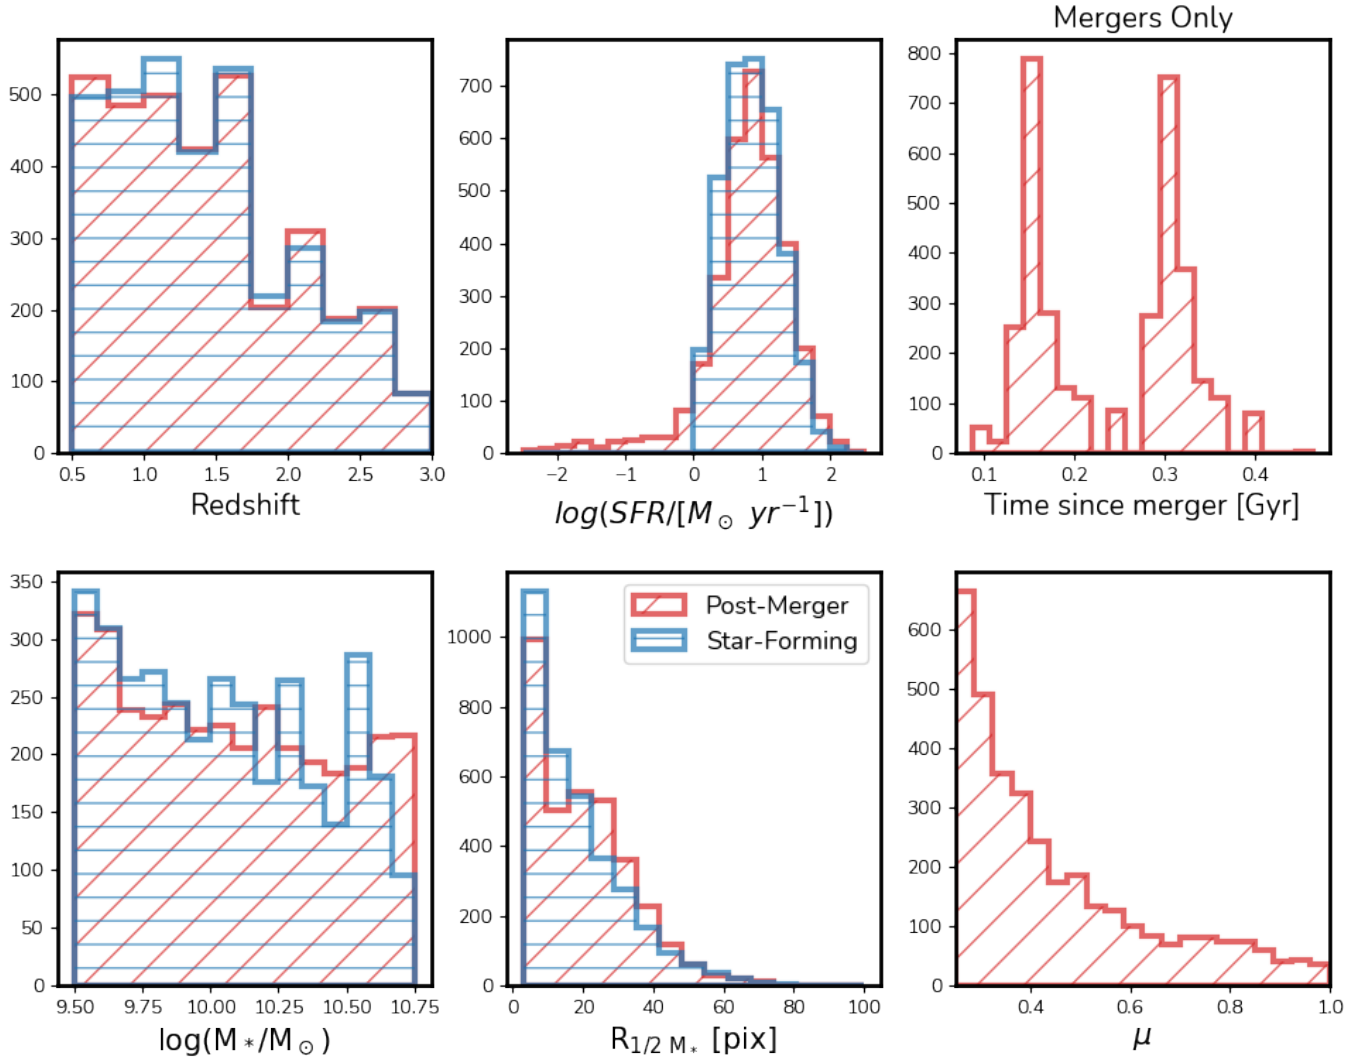 Mergers Only
500
400
300
200
100
0
0.5 1.0 1.5 2.0 2.5 3.0
Redshift
700
600
500
400
300
200
100
0
−2 −1 0 1 2
log(SFR/[M⊙ yr⁻¹])
800
700
600
500
400
300
200
100
0
0.1 0.2 0.3 0.4
Time since merger [Gyr]
350
300
250
200
150
100
50
0
9.50 9.75 10.00 10.25 10.50 10.75
log(M*/M⊙)
Post-Merger
Star-Forming
1000
800
600
400
200
0
0 20 40 60 80 100
R1/2 M* [pix]
600
500
400
300
200
100
0
0.4 0.6 0.8 1.0
μ